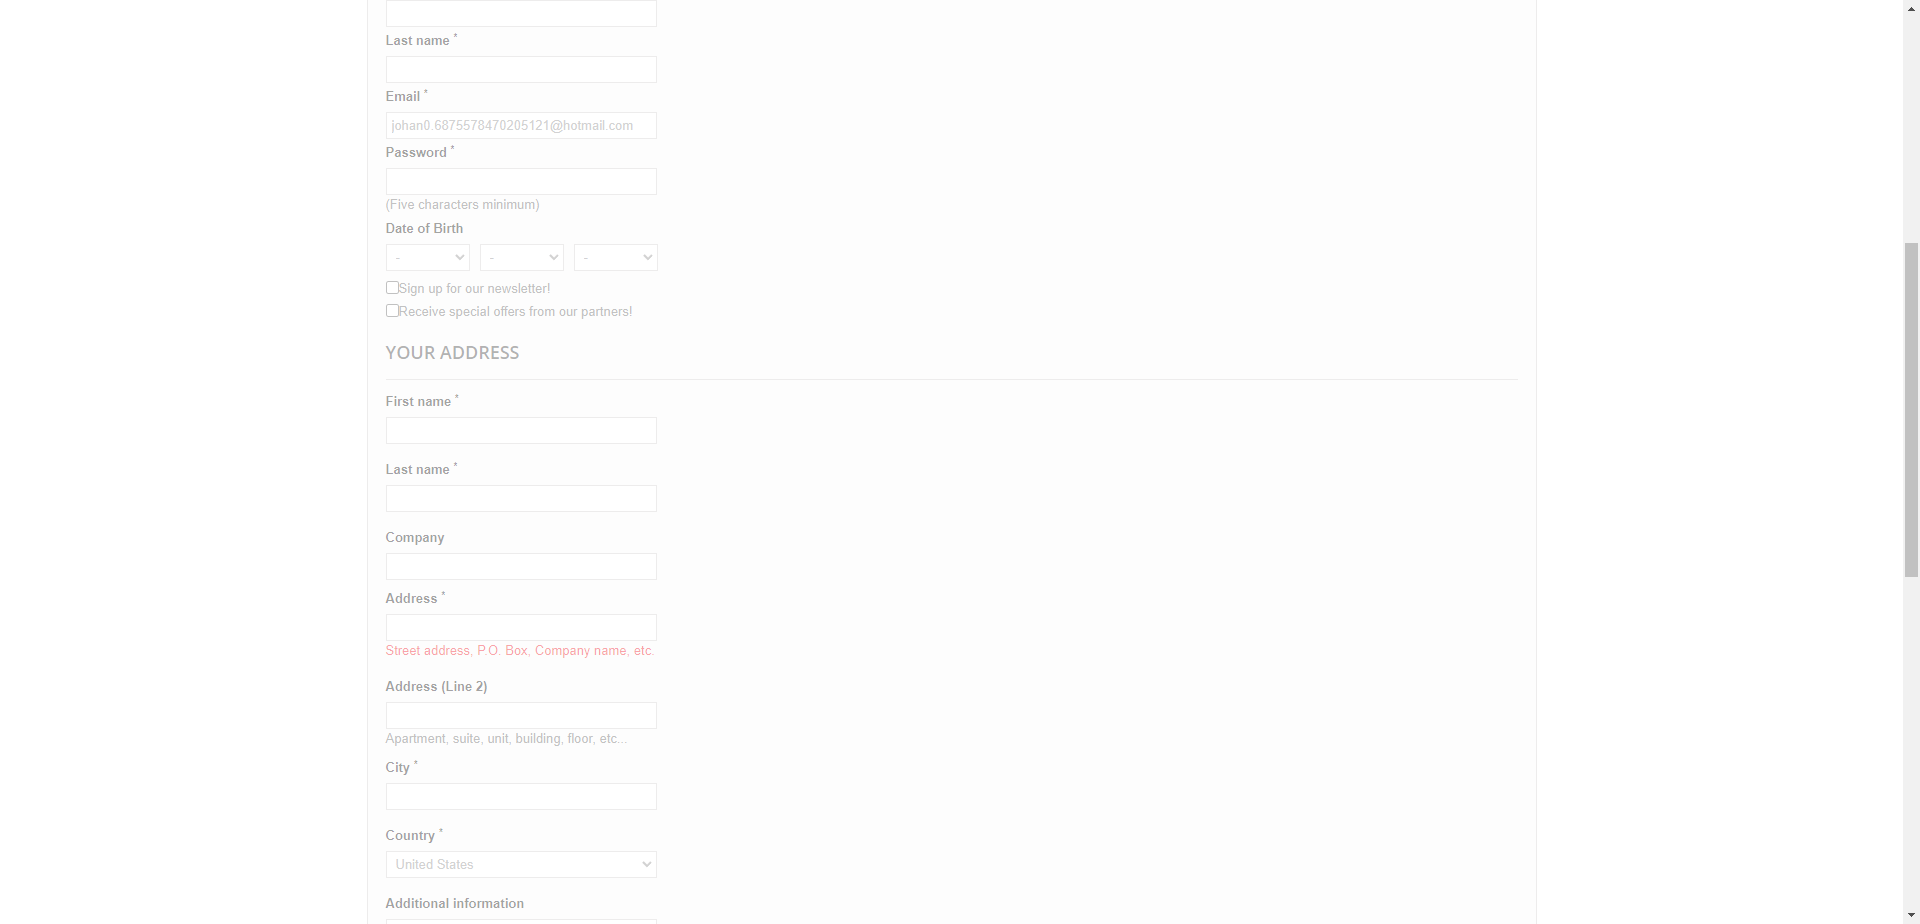 Last name *
Email *
johan0.6875578470205121@hotmail.com
Password *
(Five characters minimum)
Date of Birth
- - -
Sign up for our newsletter!
Receive special offers from our partners!
YOUR ADDRESS
First name *
Last name *
Company
Address *
Street address, P.O. Box, Company name, etc.
Address (Line 2)
Apartment, suite, unit, building, floor, etc...
City *
Country *
United States
Additional information